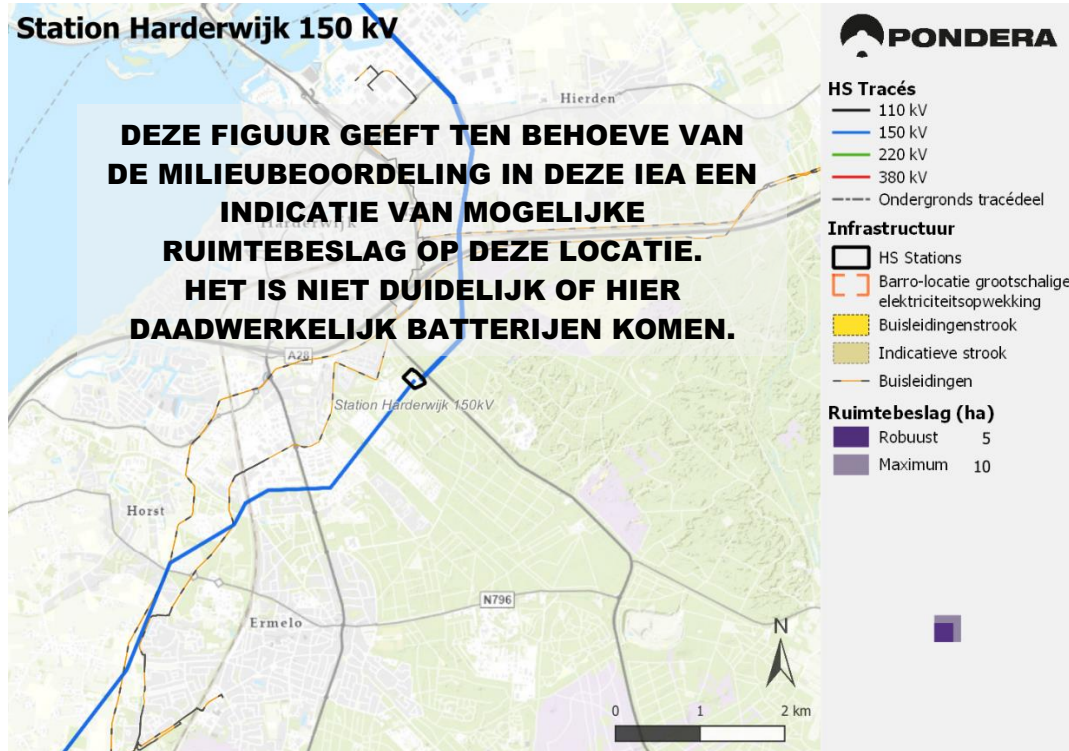 Station Harderwijk 150 kV
Hierden
DEZE FIGUUR GEEFT TEN BEHOEVE VAN
DE MILIEUBEOORDELING IN DEZE IEA EEN
INDICATIE VAN MOGELIJKE
Harderwijk
RUIMTEBESLAG OP DEZE LOCATIE.
HET IS NIET DUIDELIJK OF HIER
DAADWERKELIJK BATTERIJEN KOMEN.
A28
Station Harderwijk 150kV
Horst
Ermelo
N796
N
0 1 2 km
PONDERA
HS Tracés
110 kV
150 kV
220 kV
380 kV
Ondergronds tracédeel
Infrastructuur
HS Stations
Barro-locatie grootschalige
elektriciteitsopwekking
Buisleidingenstrook
Indicatieve strook
Buisleidingen
Ruimtebeslag (ha)
Robuust 5
Maximum 10